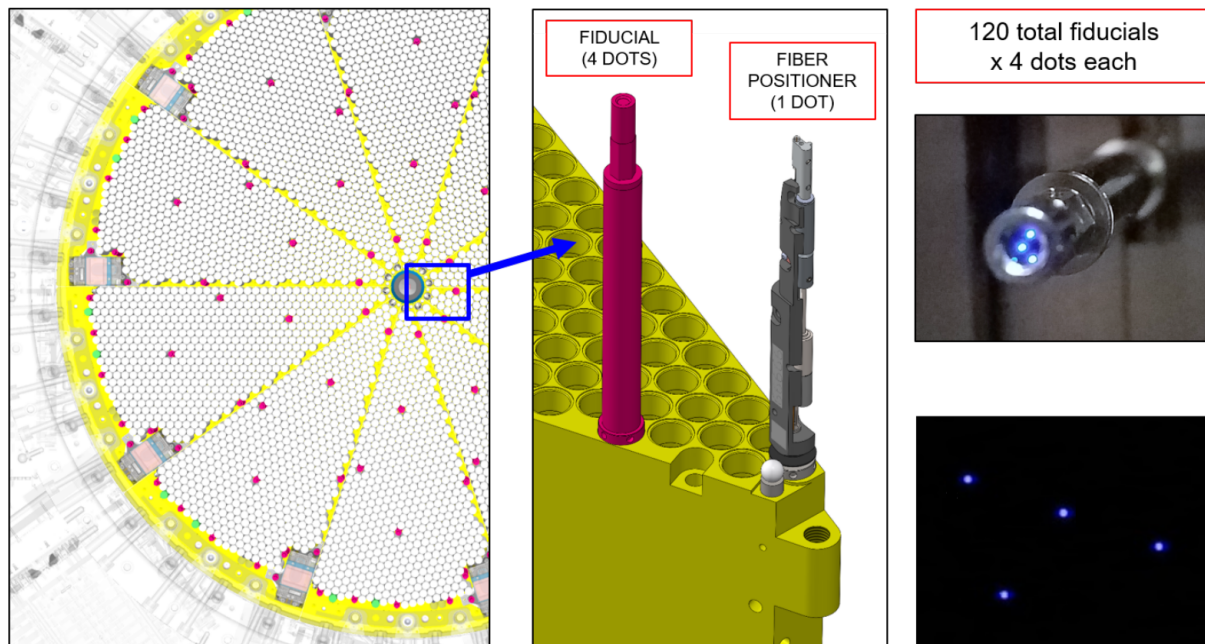 FIDUCIAL
(4 DOTS)
FIBER
POSITIONER
(1 DOT)
120 total fiducials
x 4 dots each